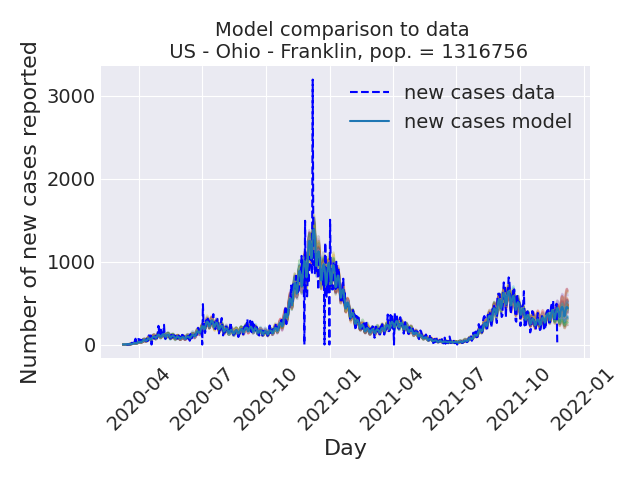 Model comparison to data
US - Ohio - Franklin, pop. = 1316756
Number of new cases reported
3000
2000
1000
0
new cases data
new cases model
2020-04
2020-07
2020-10
2021-01
2021-04
2021-07
2021-10
2022-01
Day